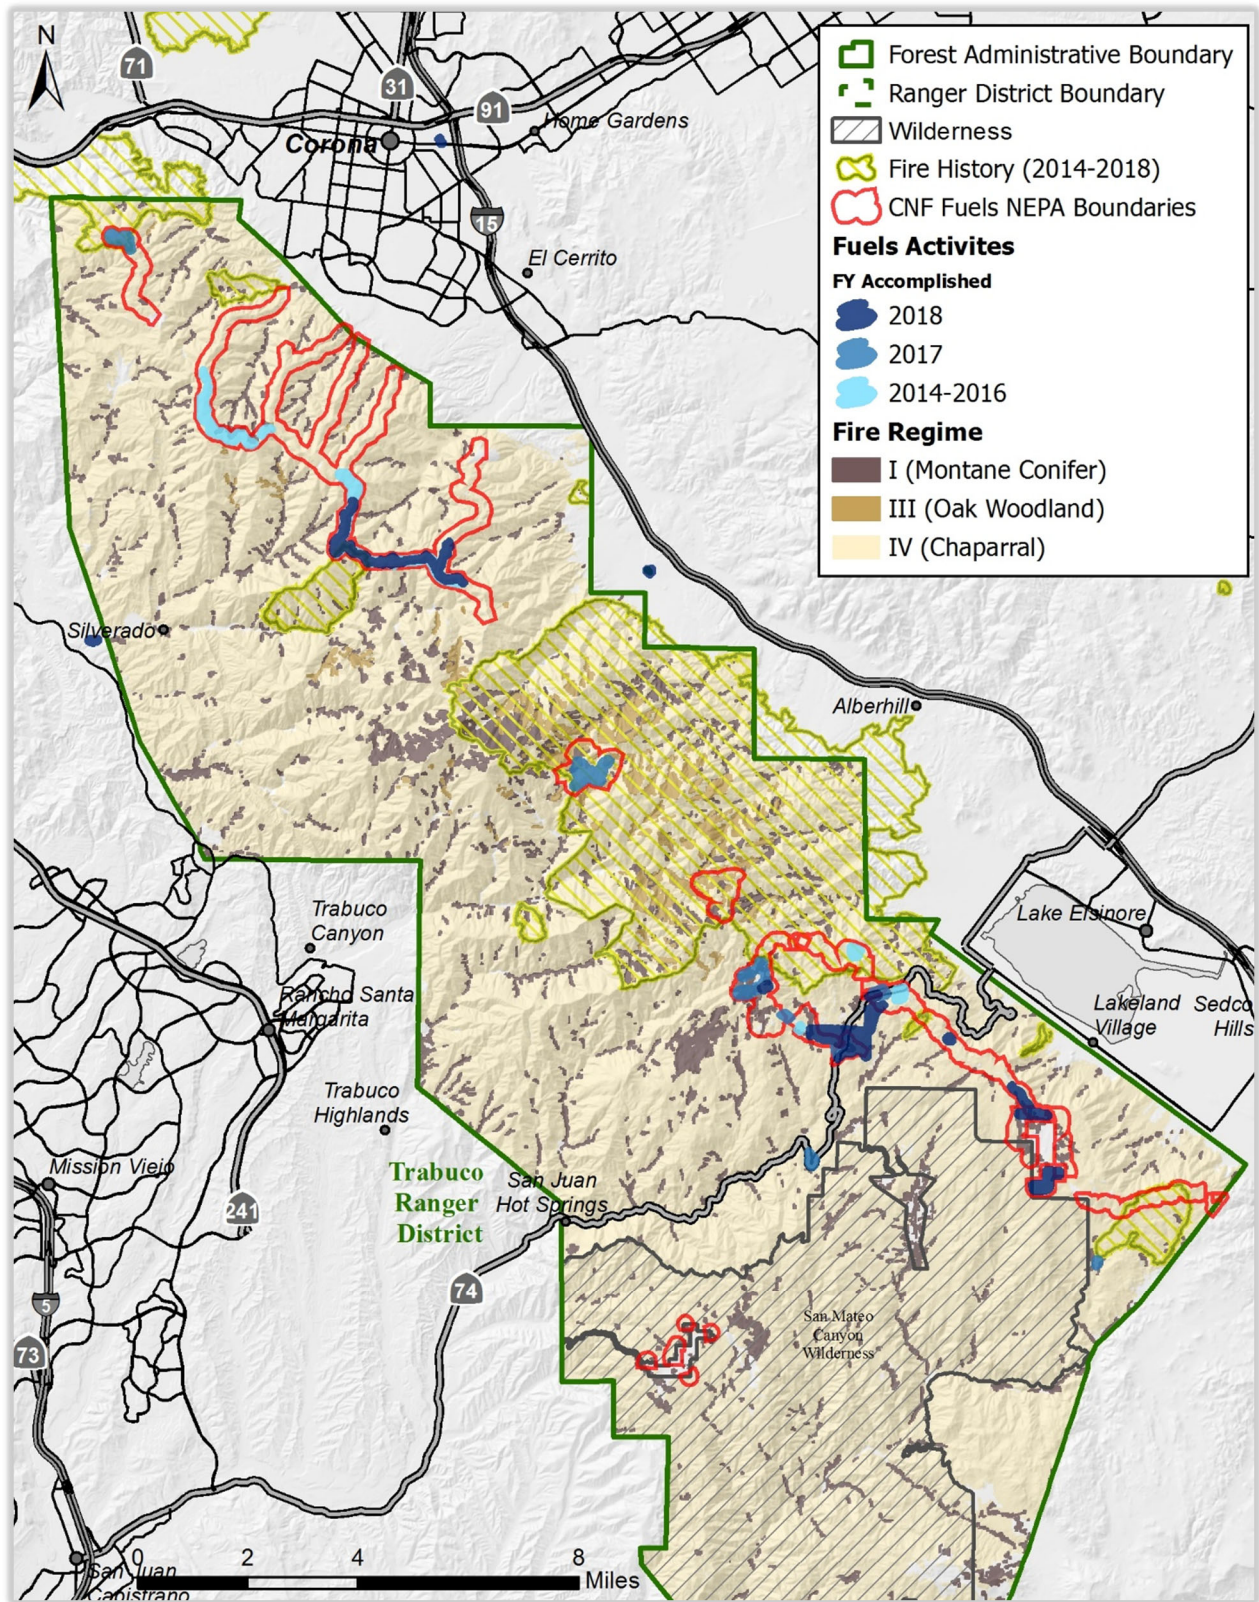 N
71
31
91
Home Gardens
Corona
15
El Cerrito
Forest Administrative Boundary
Ranger District Boundary
Wilderness
Fire History (2014-2018)
CNF Fuels NEPA Boundaries
Fuels Activites
FY Accomplished
2018
2017
2014-2016
Fire Regime
I (Montane Conifer)
III (Oak Woodland)
IV (Chaparral)
Silverado
Alberhill
Trabuco
Canyon
Lake Elsinore
Rancho Santa
Margarita
Lakeland
Village
Sedco
Hills
Trabuco
Highlands
Mission Viejo
Trabuco
Ranger
District
San Juan
Hot Springs
241
74
5
73
San Mateo
Canyon
Wilderness
San Juan
Capistrano
0
2
4
8
Miles